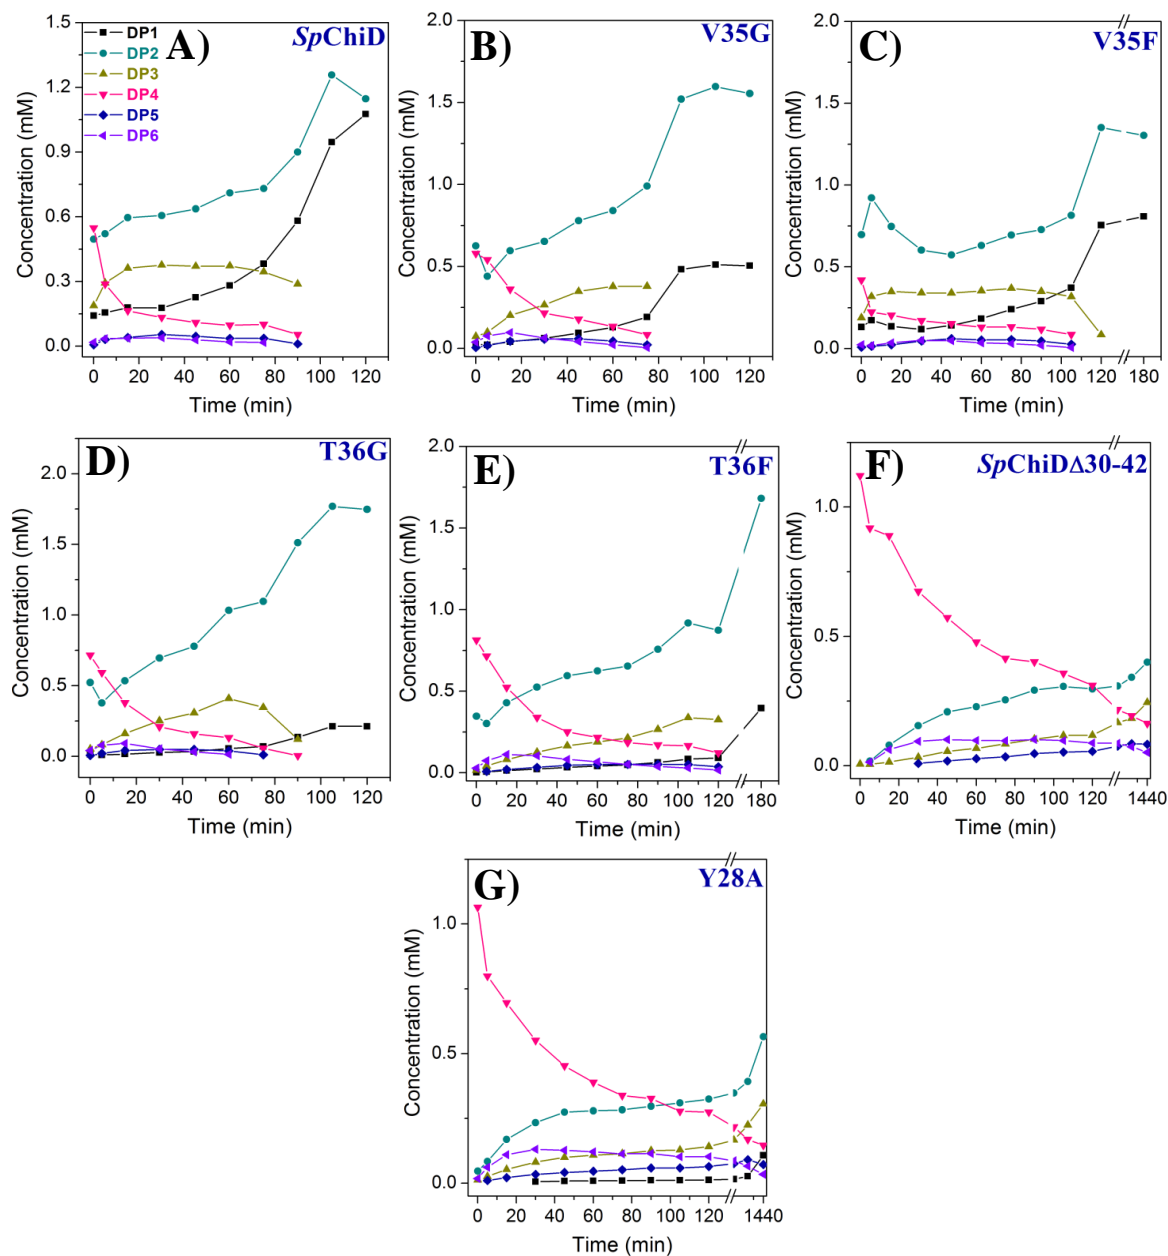 A)
SpChiD
DP1
DP2
DP3
DP4
DP5
DP6
1.5
1.2
0.9
0.6
0.3
0.0
Concentration (mM)
0 20 40 60 80 100 120
Time (min)
B)
V35G
2.0
1.5
1.0
0.5
0.0
Concentration (mM)
0 20 40 60 80 100 120
Time (min)
C)
V35F
2.0
1.5
1.0
0.5
0.0
Concentration (mM)
0 20 40 60 80 100 120 180
Time (min)
D)
T36G
2.0
1.5
1.0
0.5
0.0
Concentration (mM)
0 20 40 60 80 100 120
Time (min)
E)
T36F
2.0
1.5
1.0
0.5
0.0
Concentration (mM)
0 20 40 60 80 100 120 180
Time (min)
F)
SpChiDΔ30-42
1.0
0.5
0.0
Concentration (mM)
0 20 40 60 80 100 120 1440
Time (min)
G)
Y28A
1.0
0.5
0.0
Concentration (mM)
0 20 40 60 80 100 120 1440
Time (min)